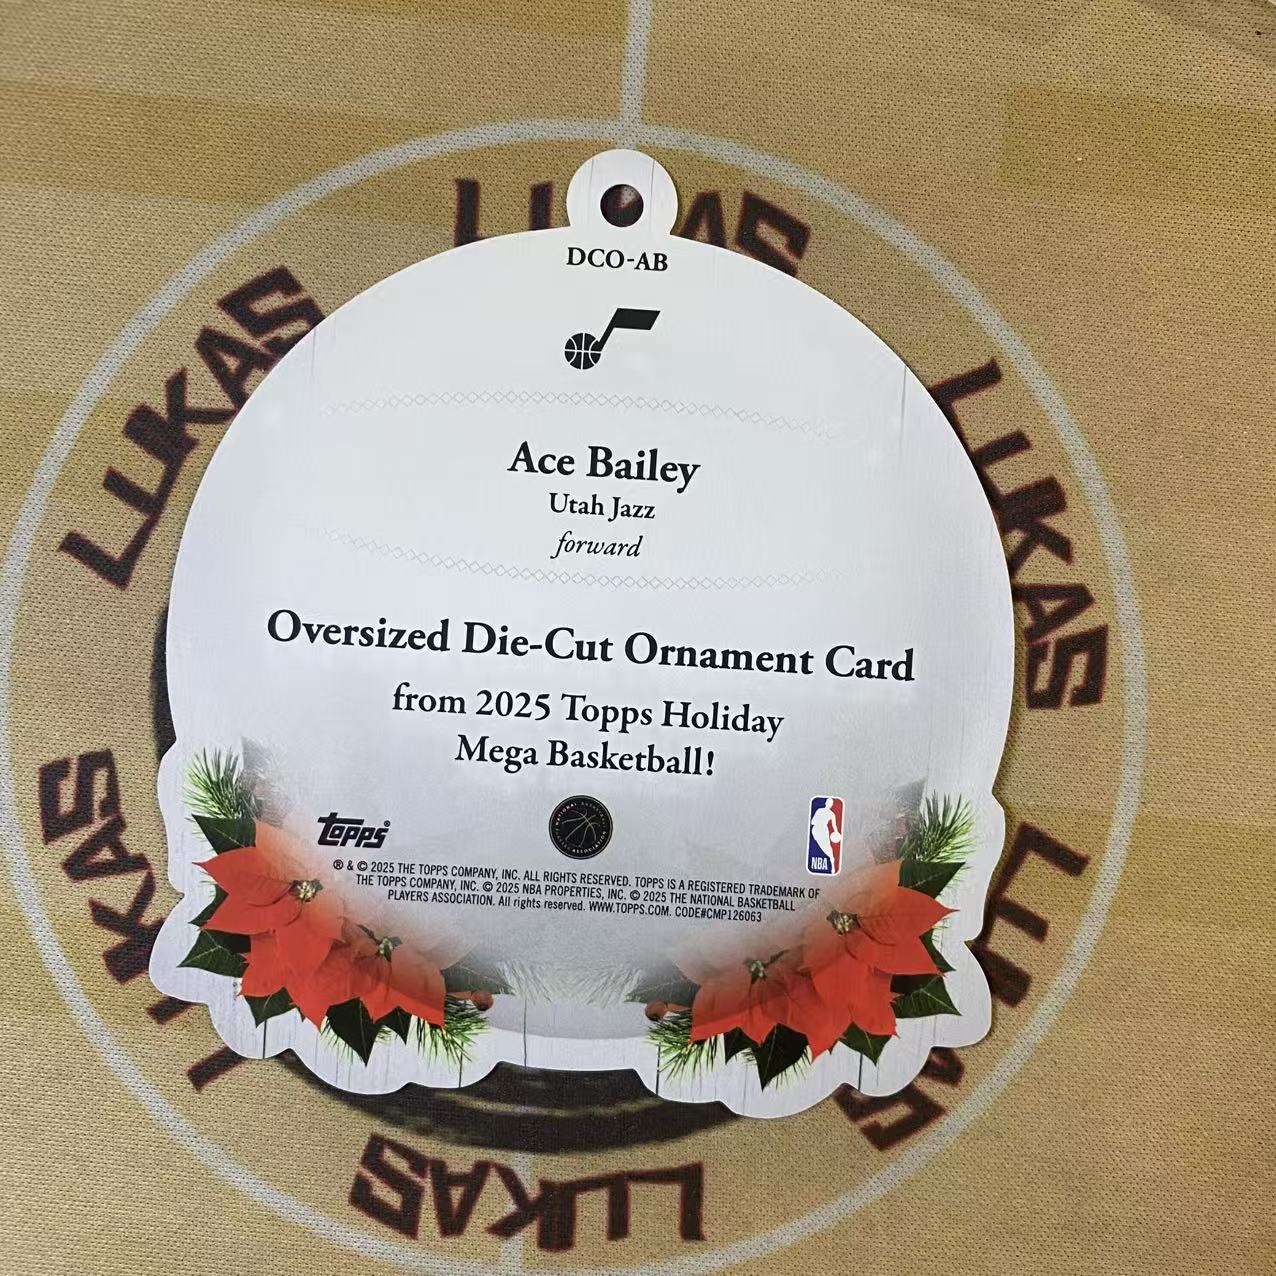 LUKAS
DCO-AB
LUKAS
LUKAS
Ace Bailey
Utah Jazz
forward
Oversized Die-Cut Ornament Card
from 2025 Topps Holiday
Mega Basketball!
topps®
NBA
® & © 2025 THE TOPPS COMPANY, INC. ALL RIGHTS RESERVED. TOPPS IS A REGISTERED TRADEMARK OF
THE TOPPS COMPANY, INC. © 2025 NBA PROPERTIES, INC. © 2025 THE NATIONAL BASKETBALL
PLAYERS ASSOCIATION. All rights reserved. WWW.TOPPS.COM. CODE#CMP126063
LUKAS
LUKAS
LUKAS